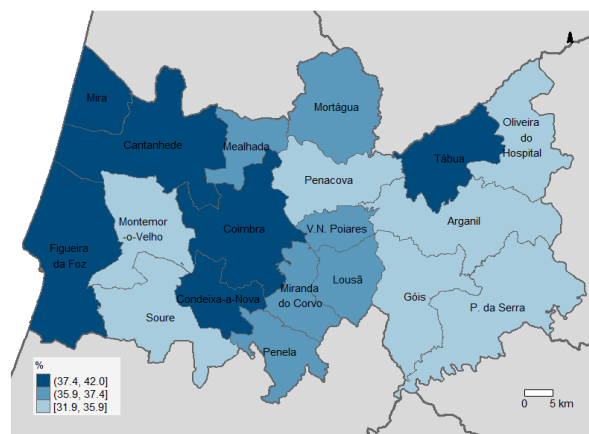 Mira
Cantanhede
Mealhada
Mortágua
Oliveira
do
Hospital
Tábua
Penacova
Montemor
-o-Velho
Coimbra
V.N. Poiares
Arganil
Figueira
da Foz
Condeixa-a-Nova
Miranda
do Corvo
Lousã
Góis
P. da Serra
Soure
Penela
%
(37.4, 42.0]
(35.9, 37.4]
[31.9, 35.9]
0
5 km